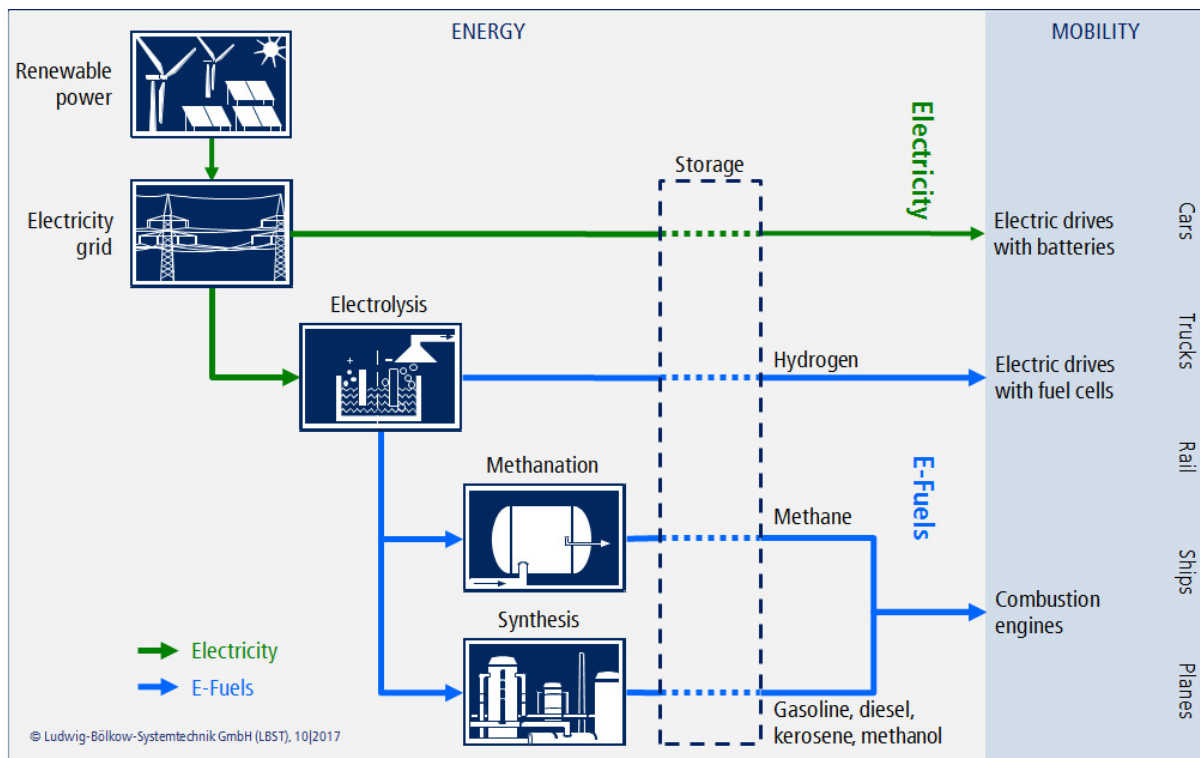 ENERGY
MOBILITY
Renewable
power
Electricity
Storage
Electricity
grid
Electric drives
with batteries
Cars
Electrolysis
Trucks
Hydrogen
Electric drives
with fuel cells
Rail
Methanation
E-Fuels
Methane
Ships
Synthesis
Combustion
engines
Electricity
E-Fuels
Planes
Gasoline, diesel,
kerosene, methanol
© Ludwig-Bölkow-Systemtechnik GmbH (LBST), 10|2017
+
-